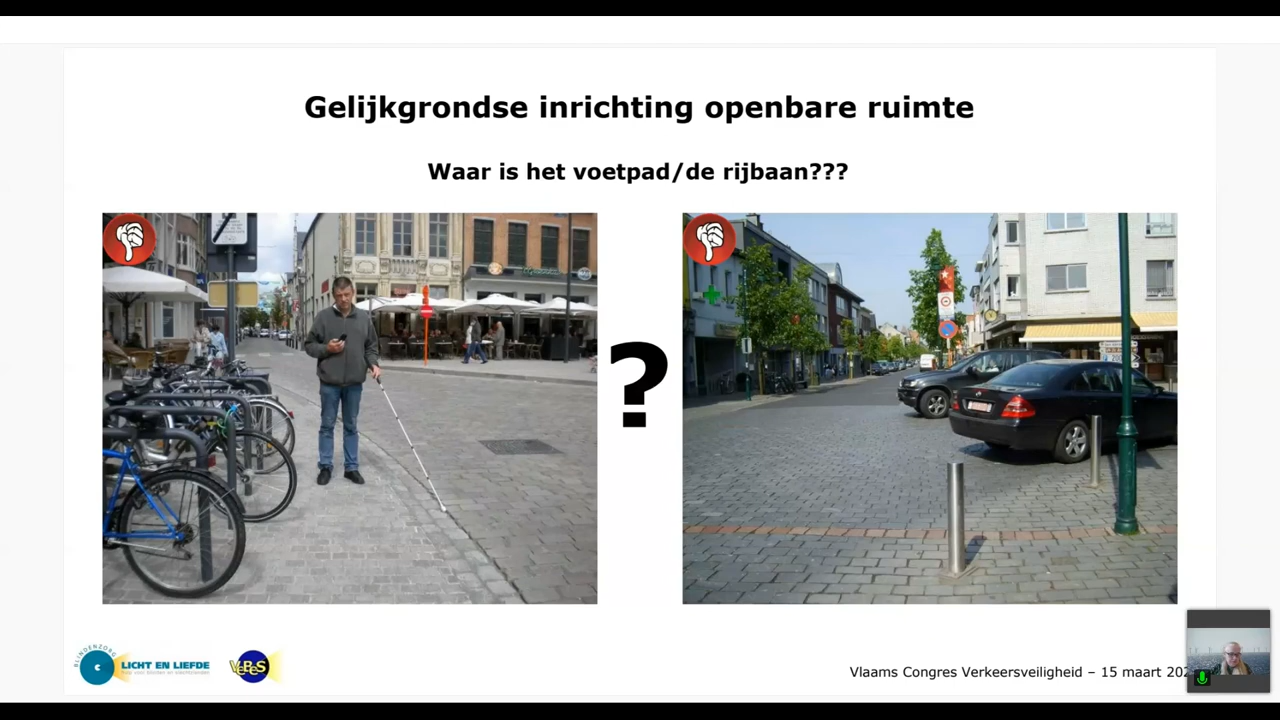 Gelijkgrondse inrichting openbare ruimte
Waar is het voetpad/de rijbaan???
?
BLINDENZORG
LICHT EN LIEFDE
VeBeS
Vlaams Congres Verkeersveiligheid – 15 maart